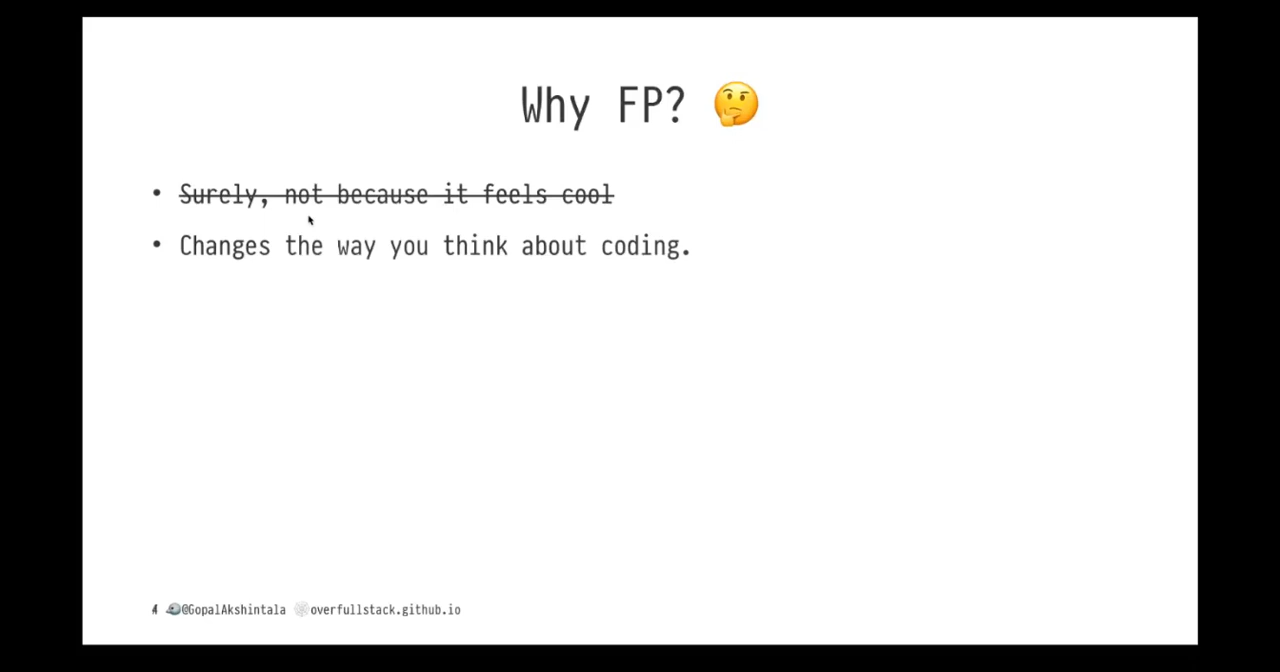 Why FP? 🤔
• Surely, not because it feels cool
• Changes the way you think about coding.
4 @GopalAkshintala overfullstack.github.io